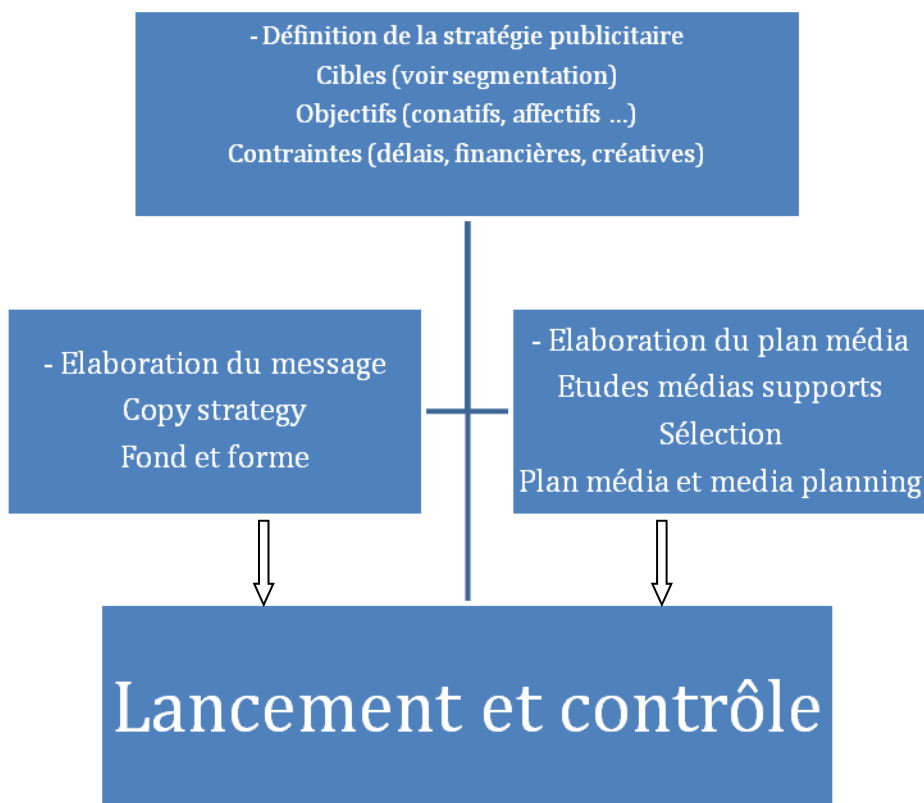 - Définition de la stratégie publicitaire
Cibles (voir segmentation)
Objectifs (conatifs, affectifs ...)
Contraintes (délais, financières, créatives)
- Elaboration du message
Copy strategy
Fond et forme
- Elaboration du plan média
Etudes médias supports
Sélection
Plan média et media planning
Lancement et contrôle